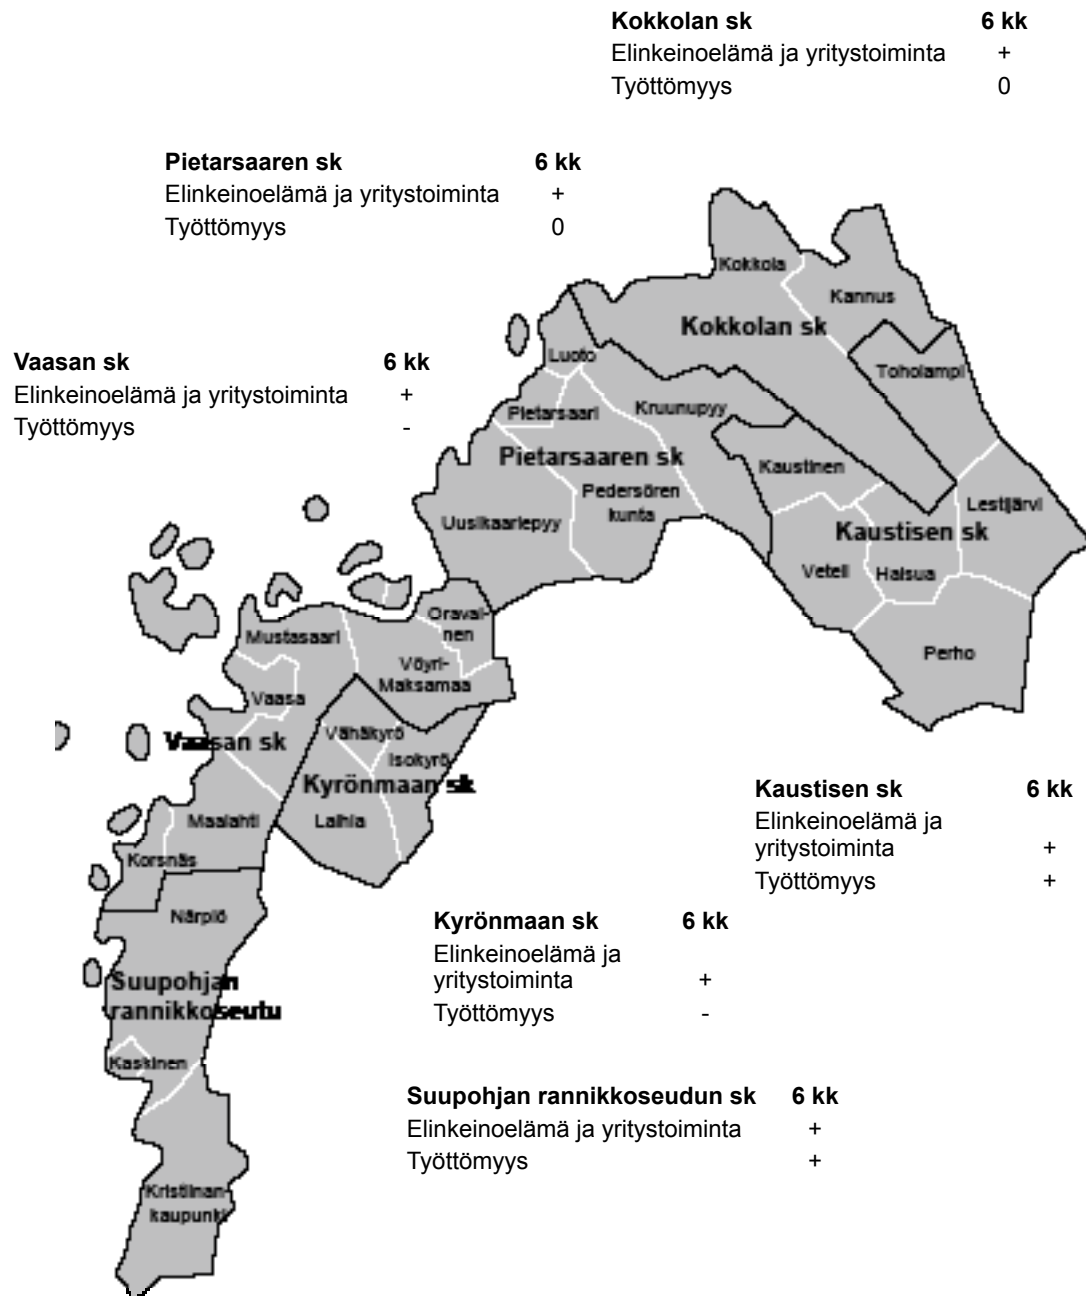 Kokkolan sk 6 kk
Elinkeinoelämä ja yritystoiminta +
Työttömyys 0
Pietarsaaren sk 6 kk
Elinkeinoelämä ja yritystoiminta +
Työttömyys 0
Vaasan sk 6 kk
Elinkeinoelämä ja yritystoiminta +
Työttömyys -
Kokkola
Kannus
Kokkolan sk
Luoto
Toholampi
Pietarsaari
Kruunupyy
Pietarsaaren sk
Kaustinen
Pedersören
kunta
Uusikaarlepyy
Lestijärvi
Kaustisen sk
Veteli
Halsua
Perho
Oravai-
nen
Mustasaari
Vöyri-
Maksamaa
Vaasa
Vaasan sk
Vähäkyrö
Isokyrö
Kyrönmaan sk
Laihia
Maalahti
Korsnäs
Närpiö
Suupohjan
rannikkoseutu
Kaskinen
Kristiinan-
kaupunki
Kaustisen sk 6 kk
Elinkeinoelämä ja
yritystoiminta +
Työttömyys +
Kyrönmaan sk 6 kk
Elinkeinoelämä ja
yritystoiminta +
Työttömyys -
Suupohjan rannikkoseudun sk 6 kk
Elinkeinoelämä ja yritystoiminta +
Työttömyys +